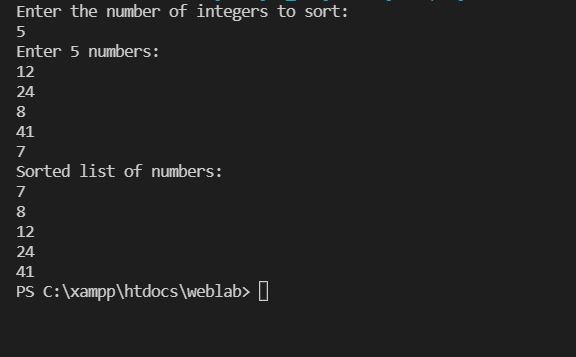 Enter the number of integers to sort:
5
Enter 5 numbers:
12
24
8
41
7
Sorted list of numbers:
7
8
12
24
41
PS C:\xampp\htdocs\weblab>